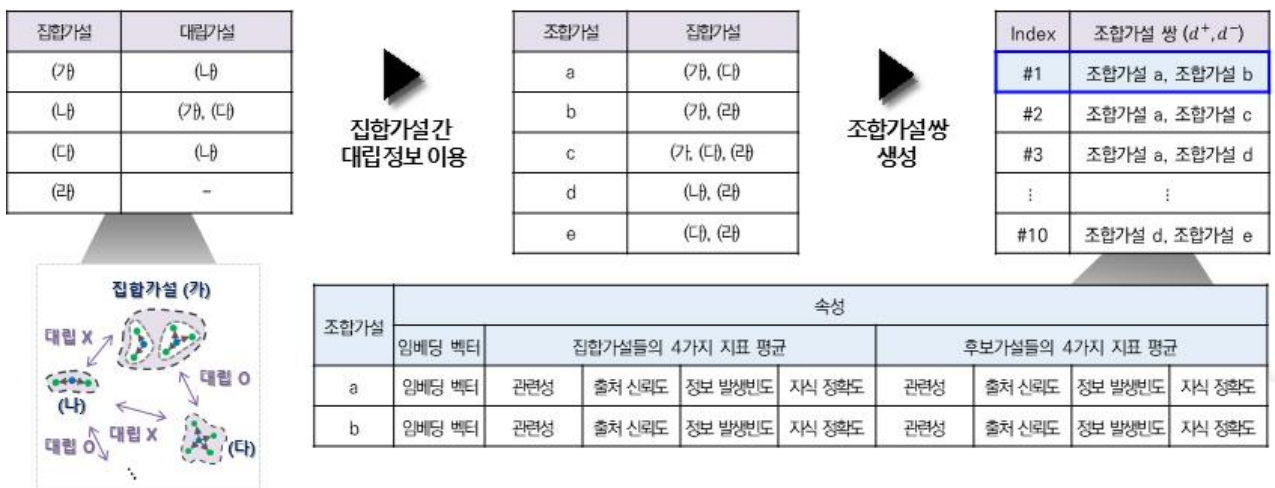 집합가설 대립가설
(가) (나)
(나) (가), (다)
(다) (나)
(라) -
집합가설 간
대립 정보 이용
조합가설 집합가설
a (가), (다)
b (가), (라)
c (가, (다), (라)
d (나), (라)
e (다), (라)
조합가설 쌍
생성
Index 조합가설 쌍 (d⁺,d⁻)
#1 조합가설 a, 조합가설 b
#2 조합가설 a, 조합가설 c
#3 조합가설 a, 조합가설 d
⋮ ⋮
#10 조합가설 d, 조합가설 e
집합가설 (가)
대립 X
대립 O
(나)
대립 X
대립 O
(다)
⋱
조합가설 속성
임베딩 벡터 집합가설들의 4가지 지표 평균 후보가설들의 4가지 지표 평균
a 임베딩 벡터 관련성 출처 신뢰도 정보 발생빈도 지식 정확도 관련성 출처 신뢰도 정보 발생빈도 지식 정확도
b 임베딩 벡터 관련성 출처 신뢰도 정보 발생빈도 지식 정확도 관련성 출처 신뢰도 정보 발생빈도 지식 정확도